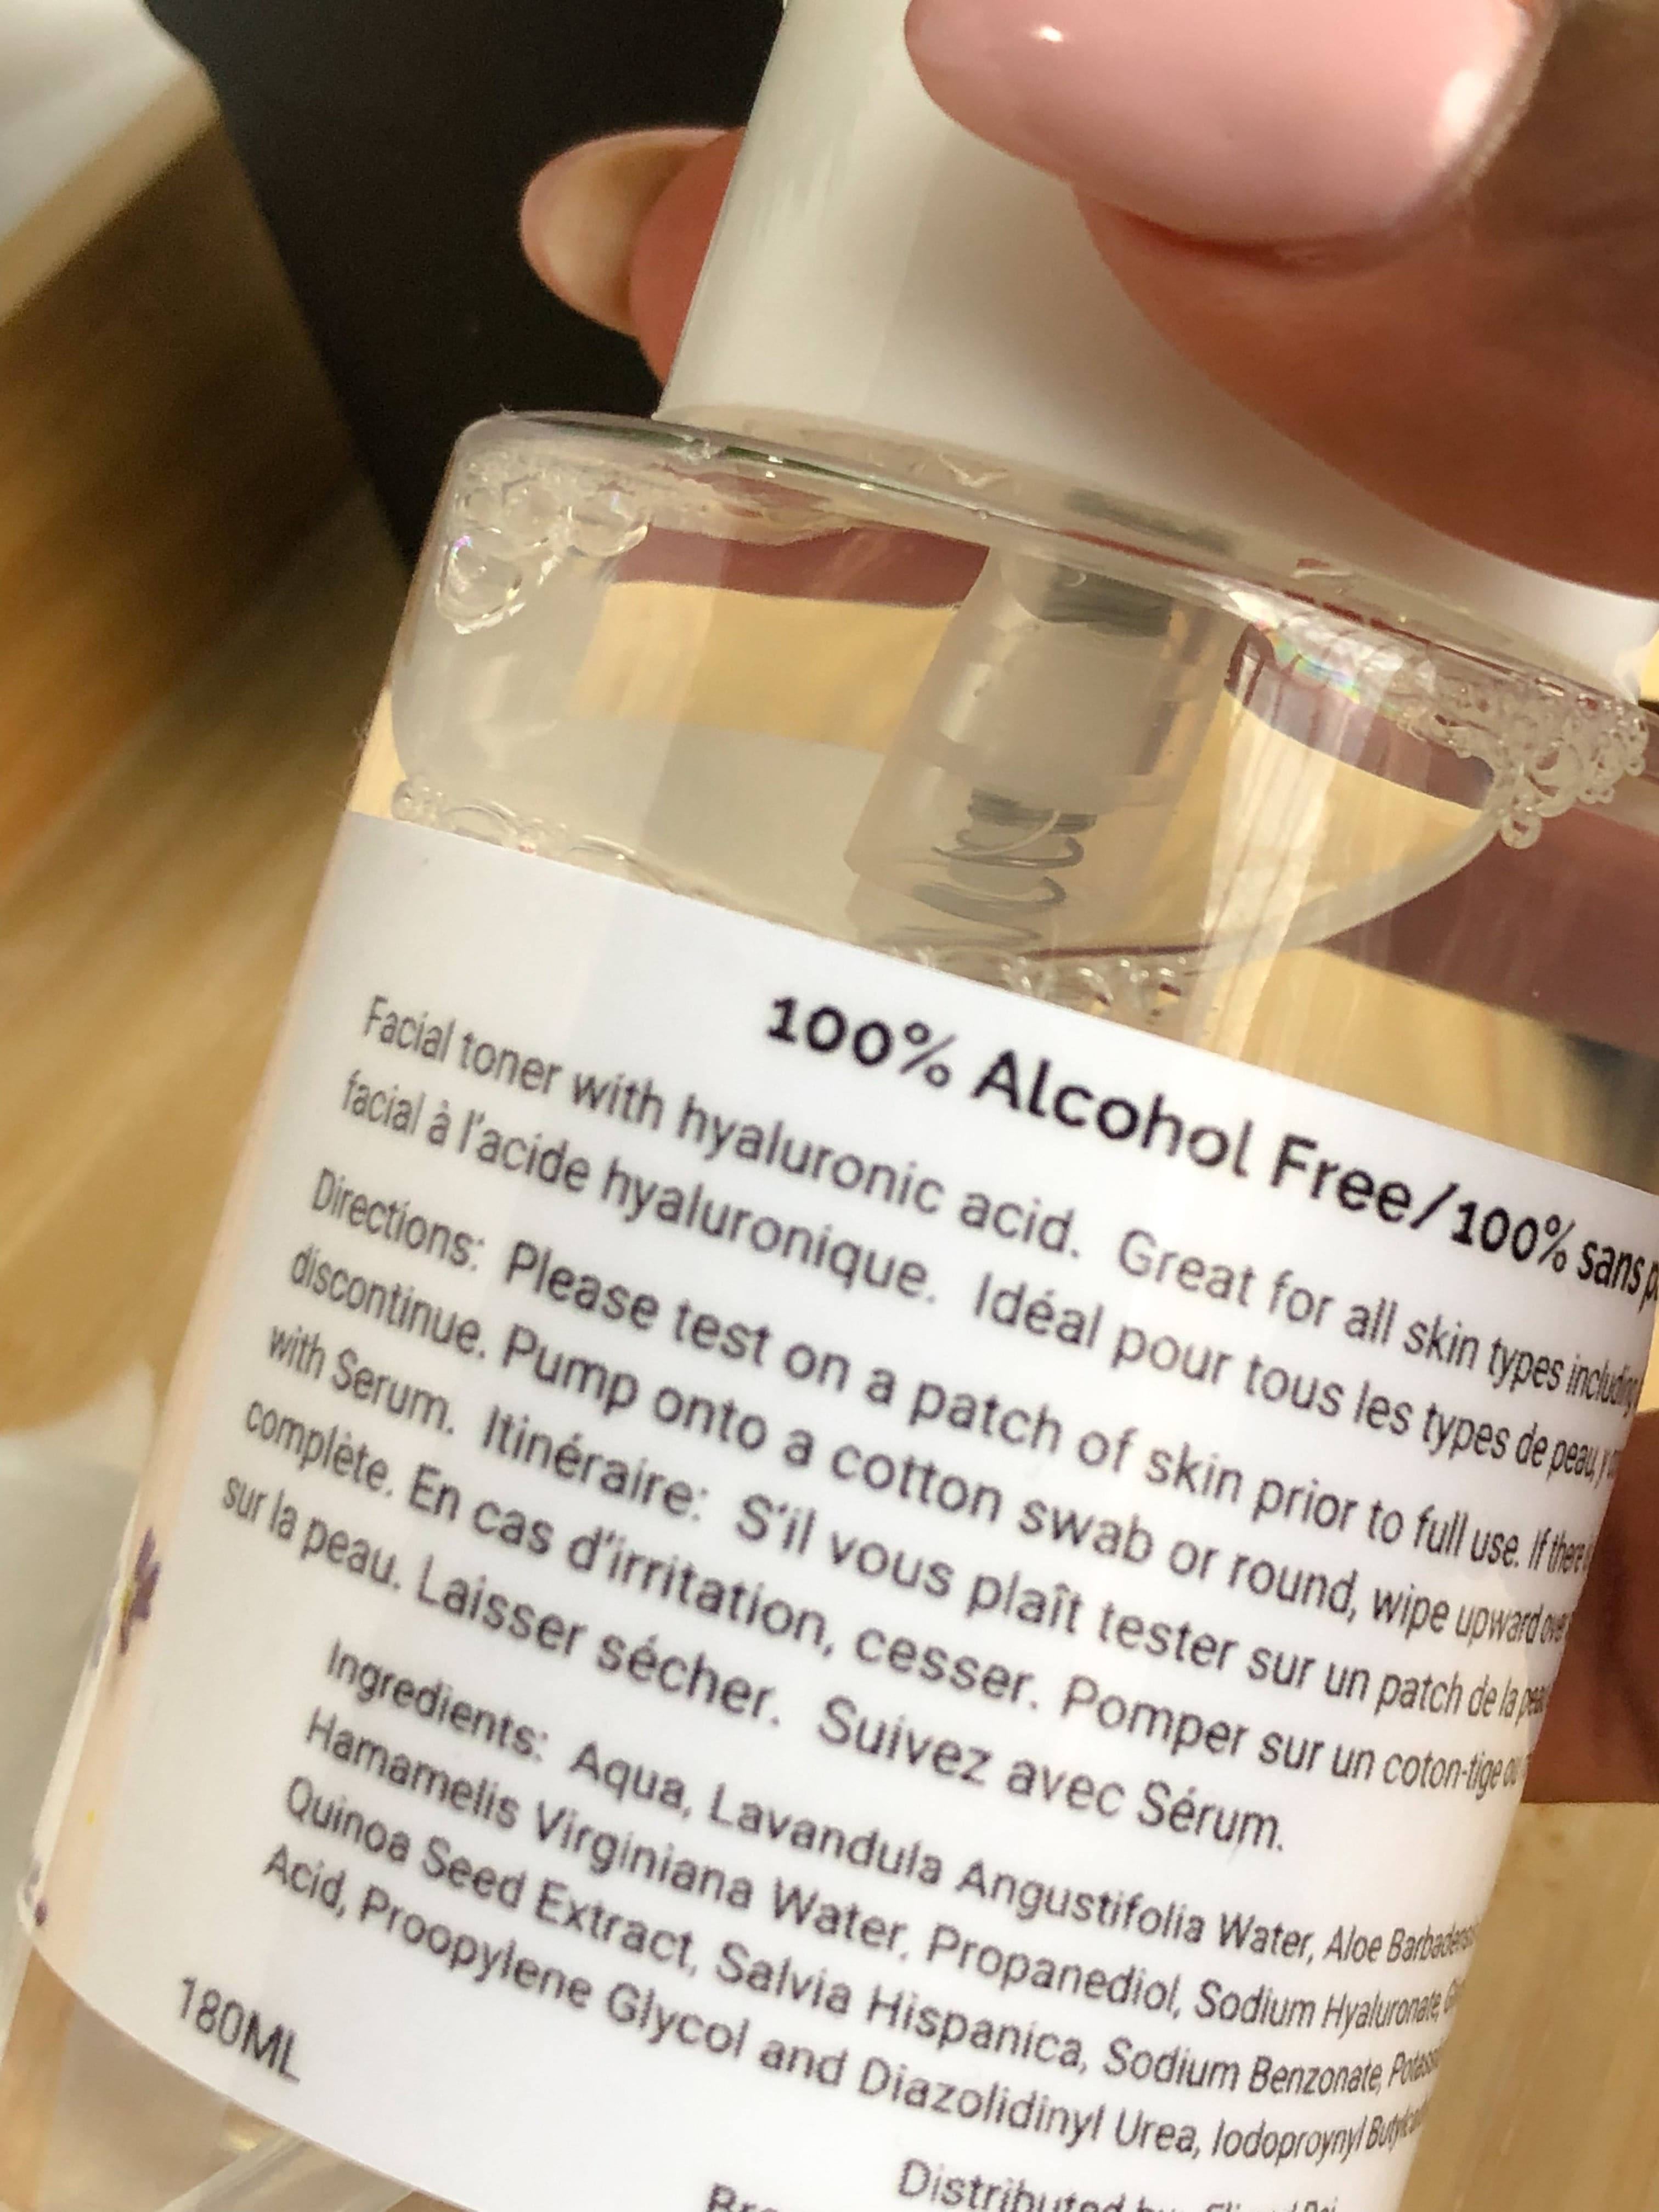 100% Alcohol Free/100% sans
Facial toner with hyaluronic acid. Great for all skin types including
facial à l'acide hyaluronique. Idéal pour tous les types de peau, y
Directions: Please test on a patch of skin prior to full use. If there
discontinue. Pump onto a cotton swab or round, wipe upward over
with Serum. Itinéraire: S'il vous plaît tester sur un patch de la peau
complète. En cas d'irritation, cesser. Pomper sur un coton-tige ou
sur la peau. Laisser sécher. Suivez avec Sérum.
Ingredients: Aqua, Lavandula Angustifolia Water, Aloe
Hamamelis Virginiana Water, Propanediol, Sodium Hyaluronate,
Quinoa Seed Extract, Salvia Hispanica, Sodium Benzonate,
Acid, Proopylene Glycol and Diazolidinyl Urea, Iodoproynyl
180ML
Distributed by: